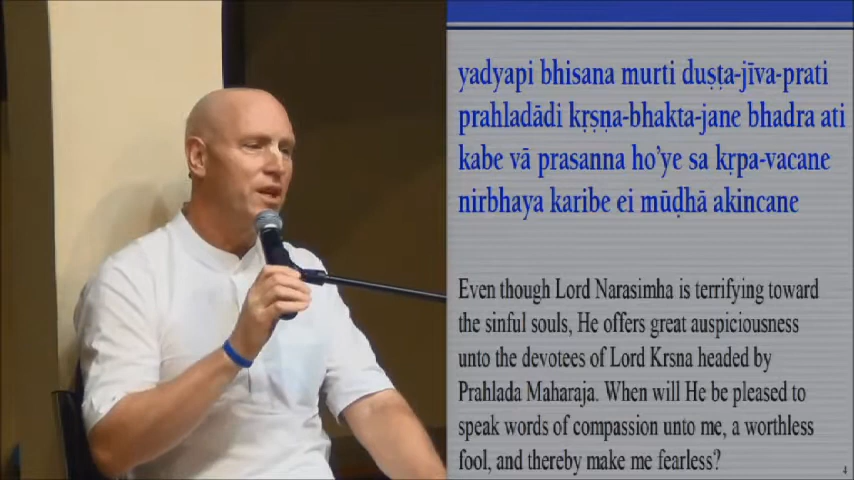 yadyapi bhisana murti duṣṭa-jīva-prati
prahladādi kṛṣṇa-bhakta-jane bhadra ati
kabe vā prasanna ho'ye sa kṛpa-vacane
nirbhaya karibe ei mūḍhā akincane
Even though Lord Narasimha is terrifying toward
the sinful souls, He offers great auspiciousness
unto the devotees of Lord Krsna headed by
Prahlada Maharaja. When will He be pleased to
speak words of compassion unto me, a worthless
fool, and thereby make me fearless?
4